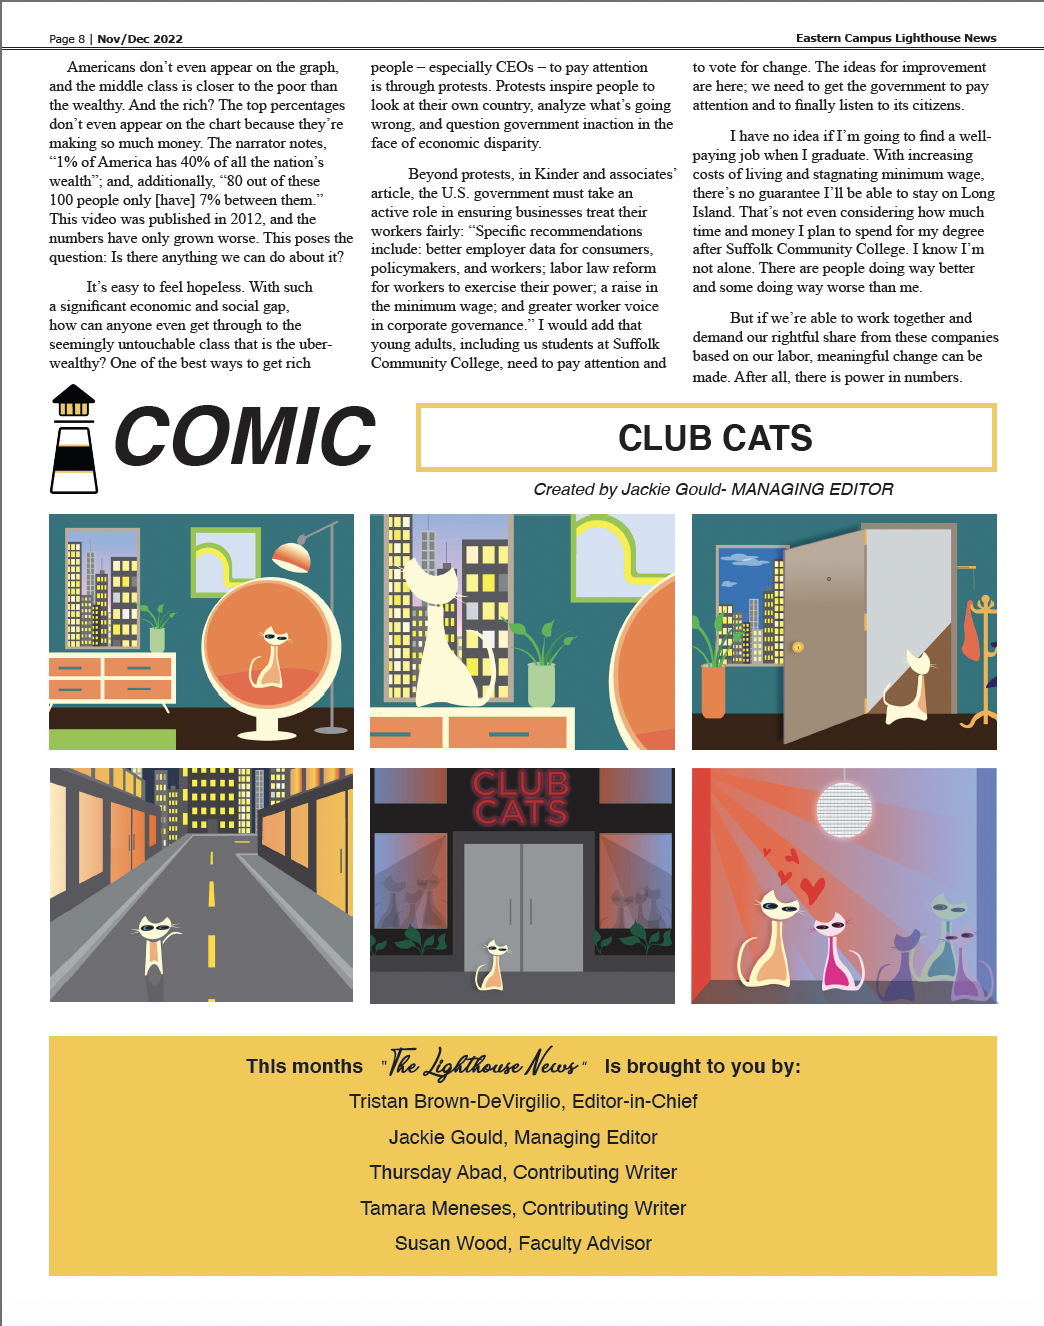 Page 8 | Nov/Dec 2022
Eastern Campus Lighthouse News
Americans don’t even appear on the graph,
and the middle class is closer to the poor than
the wealthy. And the rich? The top percentages
don’t even appear on the chart because they’re
making so much money. The narrator notes,
“1% of America has 40% of all the nation’s
wealth”; and, additionally, “80 out of these
100 people only [have] 7% between them.”
This video was published in 2012, and the
numbers have only grown worse. This poses the
question: Is there anything we can do about it?
It’s easy to feel hopeless. With such
a significant economic and social gap,
how can anyone even get through to the
seemingly untouchable class that is the uber-
wealthy? One of the best ways to get rich
people – especially CEOs – to pay attention
is through protests. Protests inspire people to
look at their own country, analyze what’s going
wrong, and question government inaction in the
face of economic disparity.
Beyond protests, in Kinder and associates’
article, the U.S. government must take an
active role in ensuring businesses treat their
workers fairly: “Specific recommendations
include: better employer data for consumers,
policymakers, and workers; labor law reform
for workers to exercise their power; a raise in
the minimum wage; and greater worker voice
in corporate governance.” I would add that
young adults, including us students at Suffolk
Community College, need to pay attention and
to vote for change. The ideas for improvement
are here; we need to get the government to pay
attention and to finally listen to its citizens.
I have no idea if I’m going to find a well-
paying job when I graduate. With increasing
costs of living and stagnating minimum wage,
there’s no guarantee I’ll be able to stay on Long
Island. That’s not even considering how much
time and money I plan to spend for my degree
after Suffolk Community College. I know I’m
not alone. There are people doing way better
and some doing way worse than me.
But if we’re able to work together and
demand our rightful share from these companies
based on our labor, meaningful change can be
made. After all, there is power in numbers.
COMIC
CLUB CATS
Created by Jackie Gould- MANAGING EDITOR
CLUB
CATS
This months "The Lighthouse News" Is brought to you by:
Tristan Brown-DeVirgilio, Editor-in-Chief
Jackie Gould, Managing Editor
Thursday Abad, Contributing Writer
Tamara Meneses, Contributing Writer
Susan Wood, Faculty Advisor